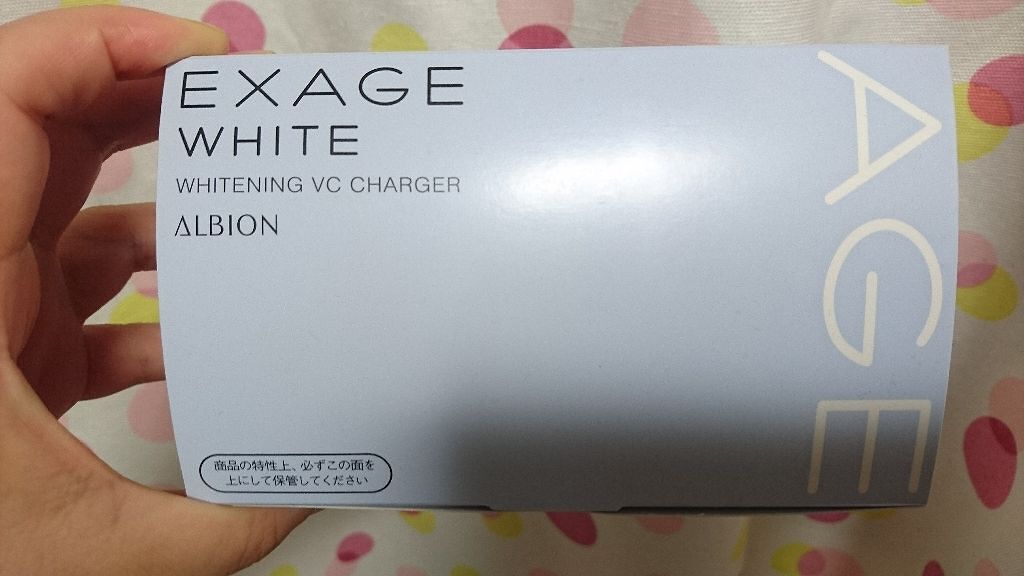 EXAGE
WHITE
WHITENING VC CHARGER
ALBION
商品の特性上、必ずこの面を
上にして保管してください
AGE